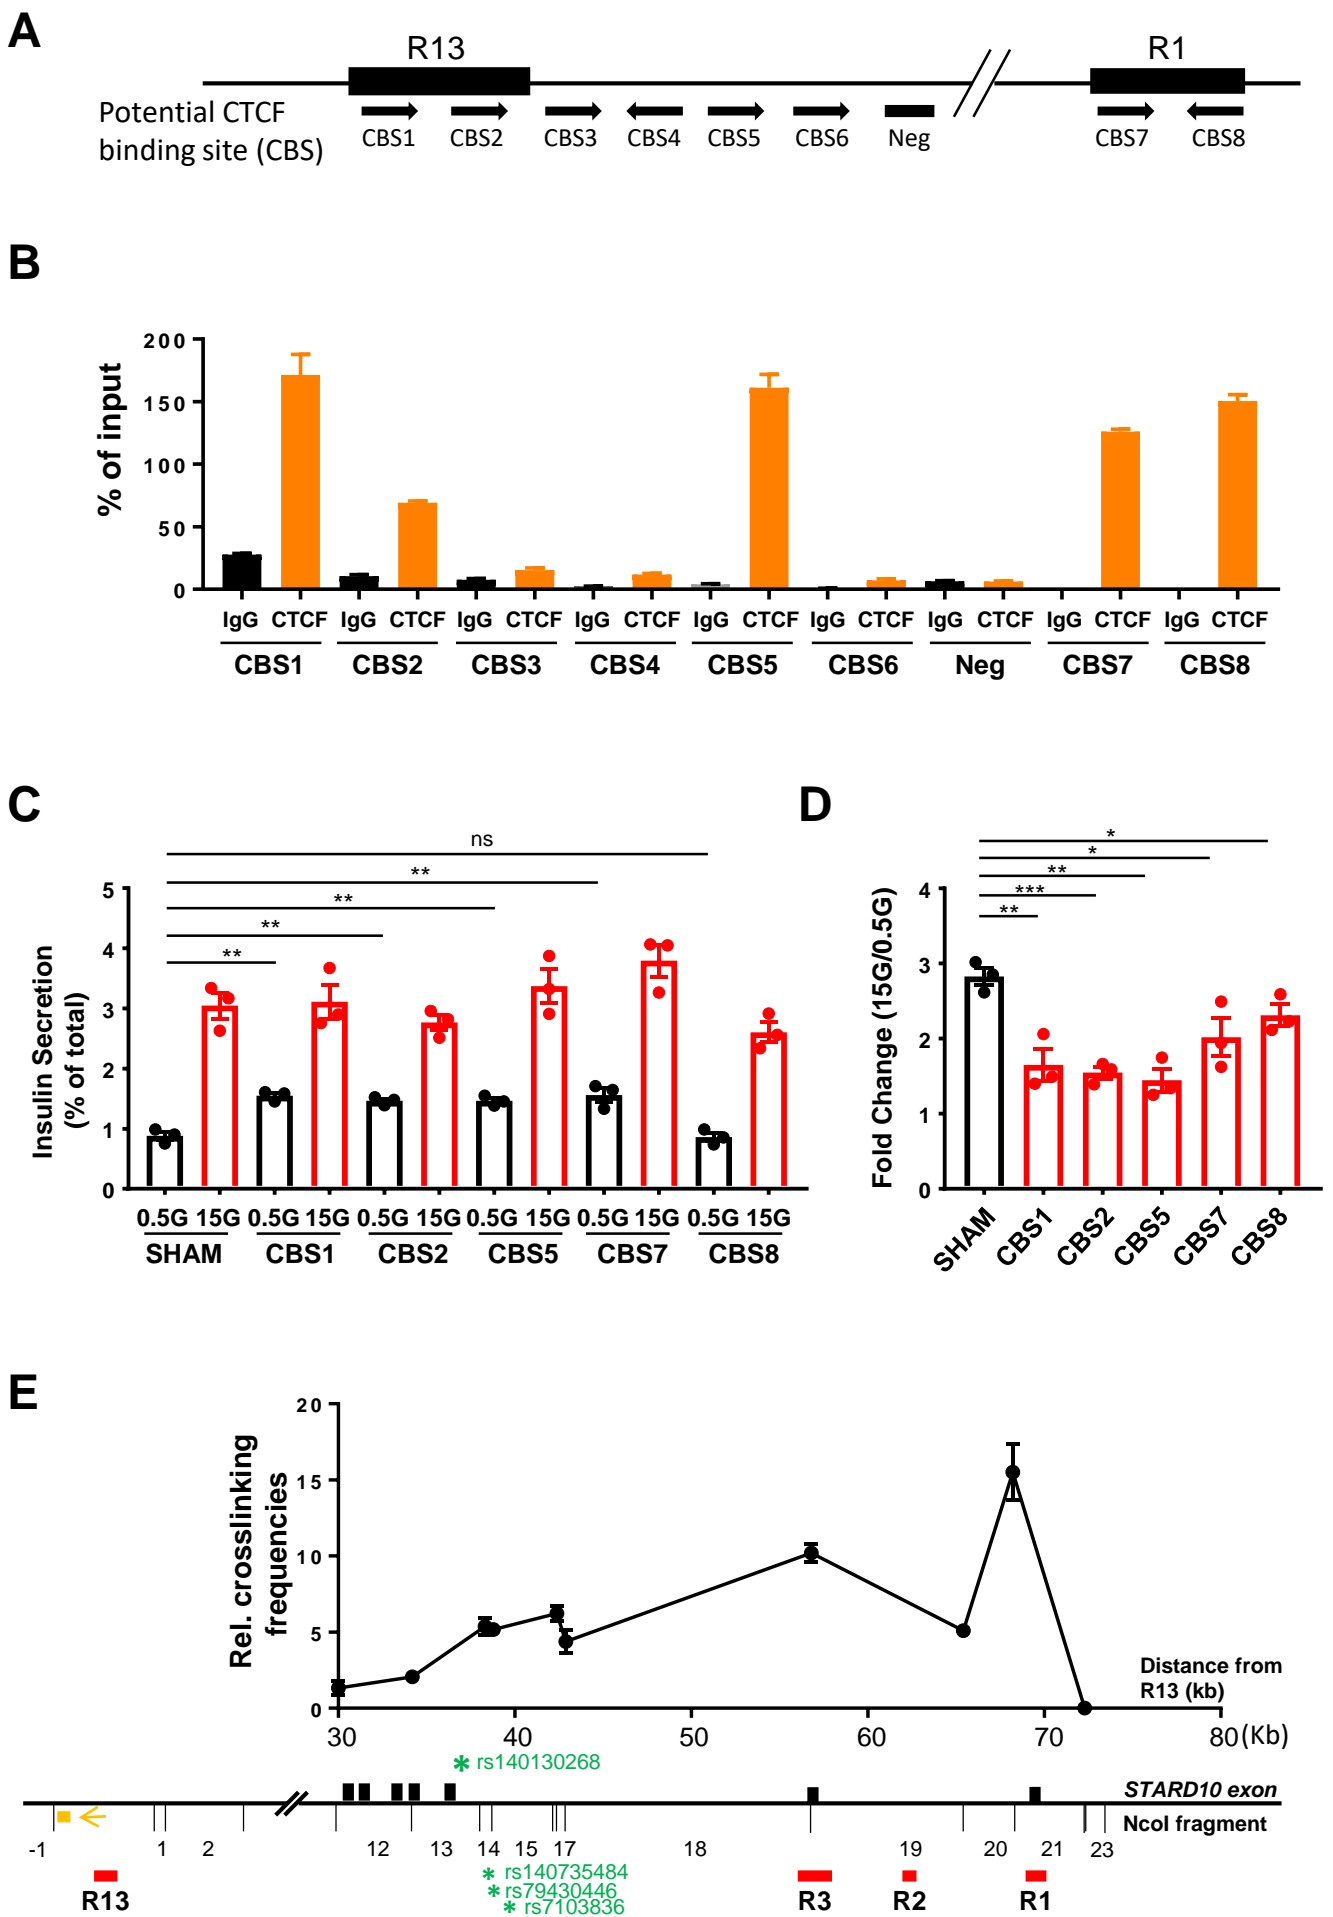 A
R13
R1
Potential CTCF
binding site (CBS)
CBS1 CBS2 CBS3 CBS4 CBS5 CBS6 Neg CBS7 CBS8
B
% of input
200
150
100
50
0
IgG CTCF IgG CTCF IgG CTCF IgG CTCF IgG CTCF IgG CTCF IgG CTCF IgG CTCF IgG CTCF
CBS1 CBS2 CBS3 CBS4 CBS5 CBS6 Neg CBS7 CBS8
C
ns
**
**
**
**
Insulin Secretion
(% of total)
5
4
3
2
1
0
0.5G 15G 0.5G 15G 0.5G 15G 0.5G 15G 0.5G 15G 0.5G 15G
SHAM CBS1 CBS2 CBS5 CBS7 CBS8
D
*
*
**
***
**
Fold Change (15G/0.5G)
4
3
2
1
0
SHAM CBS1 CBS2 CBS5 CBS7 CBS8
E
Rel. crosslinking
frequencies
20
15
10
5
0
Distance from
R13 (kb)
30 40 50 60 70 80 (Kb)
* rs140130268
STARD10 exon
NcoI fragment
-1 1 2 12 13 14 15 17 18 19 20 21 23
* rs140735484
* rs79430446
* rs7103836
R13 R3 R2 R1